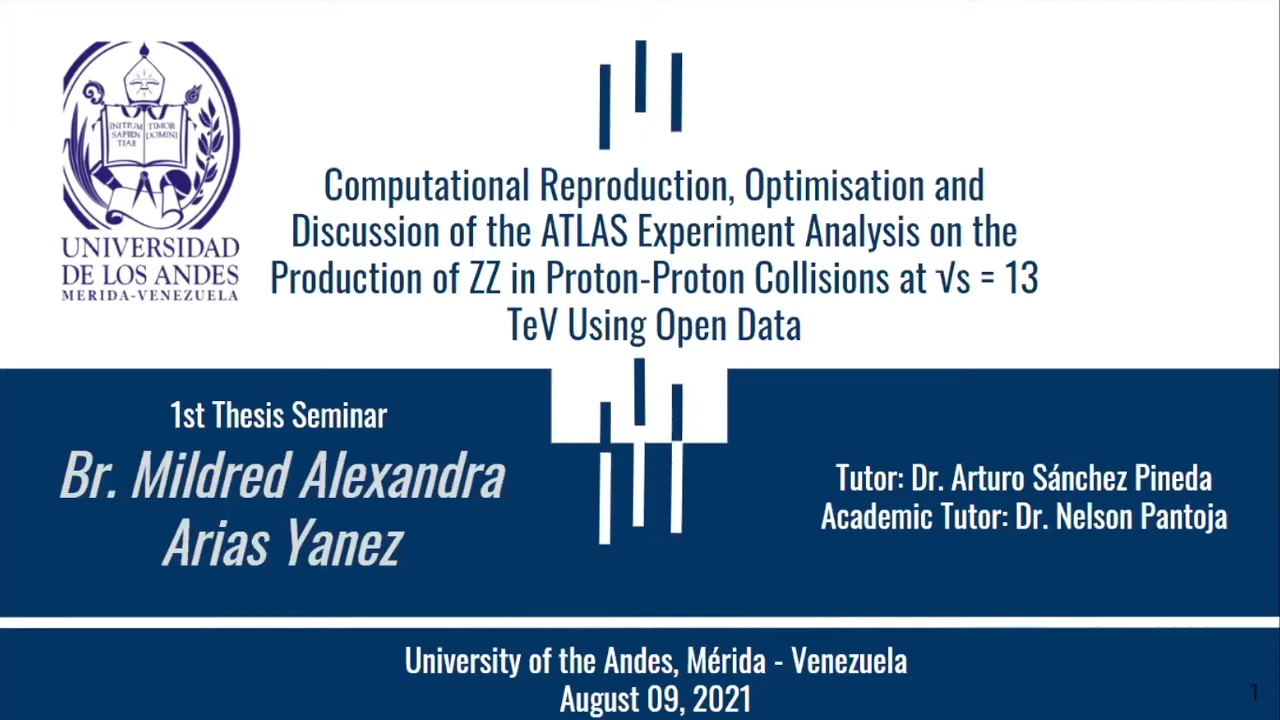 INITIUM
SAPIEN
TIAE
TIMOR
DOMINI
UNIVERSIDAD
DE LOS ANDES
MERIDA-VENEZUELA
Computational Reproduction, Optimisation and
Discussion of the ATLAS Experiment Analysis on the
Production of ZZ in Proton-Proton Collisions at √s = 13
TeV Using Open Data
1st Thesis Seminar
Br. Mildred Alexandra
Arias Yanez
Tutor: Dr. Arturo Sánchez Pineda
Academic Tutor: Dr. Nelson Pantoja
University of the Andes, Mérida - Venezuela
August 09, 2021
1